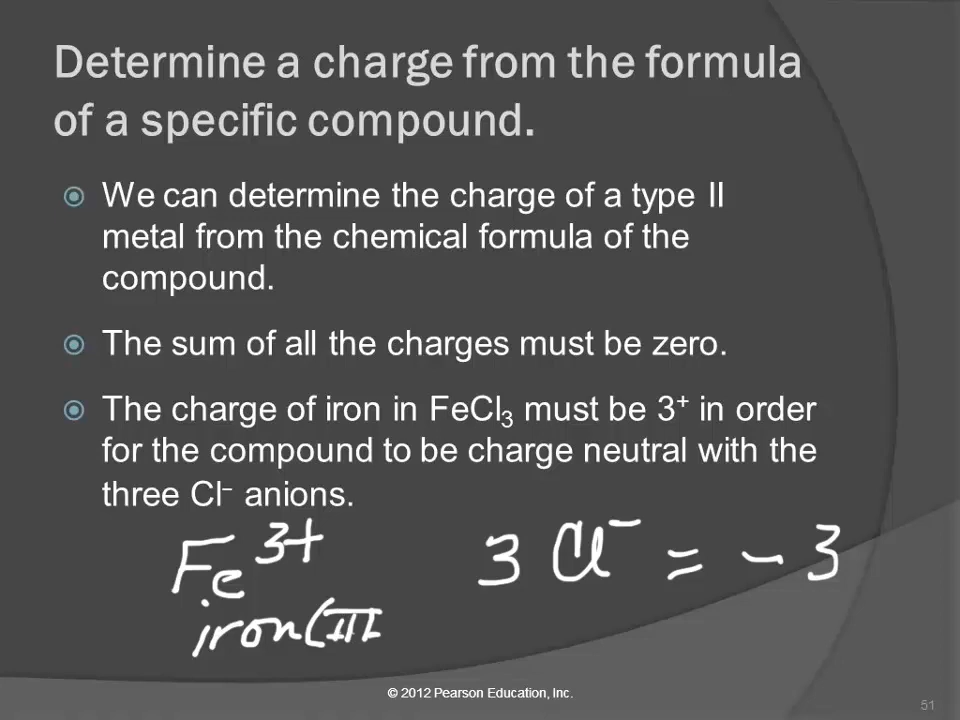 Determine a charge from the formula
of a specific compound.
We can determine the charge of a type II
metal from the chemical formula of the
compound.
The sum of all the charges must be zero.
The charge of iron in FeCl₃ must be 3⁺ in order
for the compound to be charge neutral with the
three Cl⁻ anions.
Fe³⁺ 3 Cl⁻ = - 3
iron(III
© 2012 Pearson Education, Inc.
51